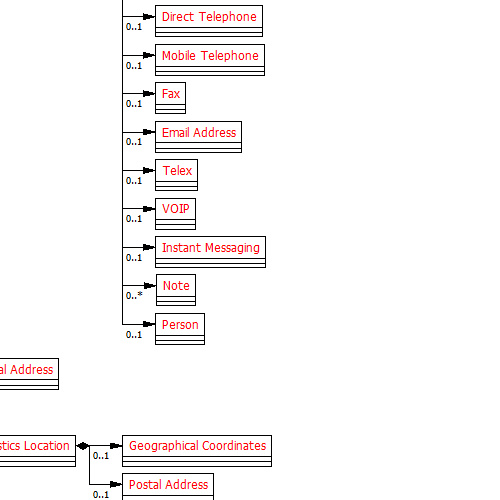 Direct Telephone
0..1
Mobile Telephone
0..1
Fax
0..1
Email Address
0..1
Telex
0..1
VOIP
0..1
Instant Messaging
0..1
Note
0..*
Person
0..1
al Address
stics Location
Geographical Coordinates
0..1
Postal Address
0..1